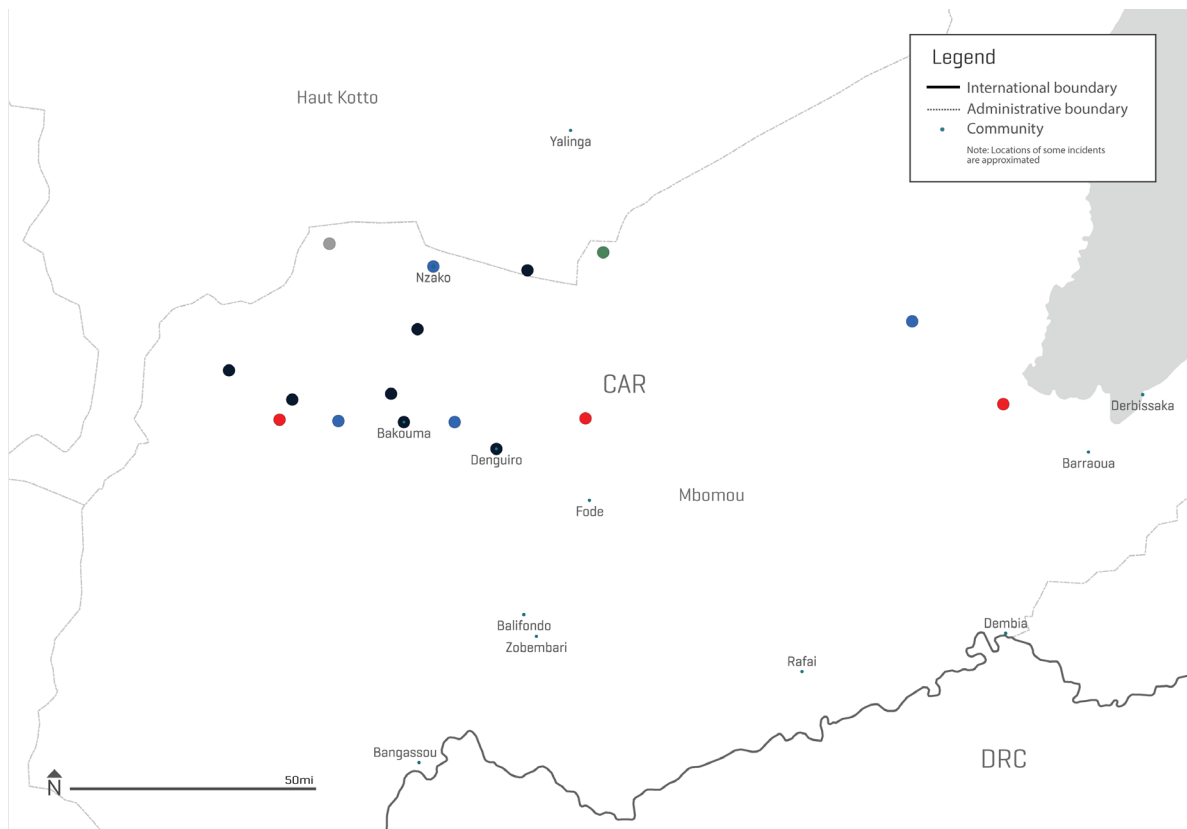 Legend
International boundary
Administrative boundary
Community
Note: Locations of some incidents
are approximated
Haut Kotto
Yalinga
Nzako
CAR
Derbissaka
Bakouma
Denguiro
Barraoua
Mbomou
Fode
Balifondo
Zobembari
Dembia
Rafai
Bangassou
DRC
N
50mi